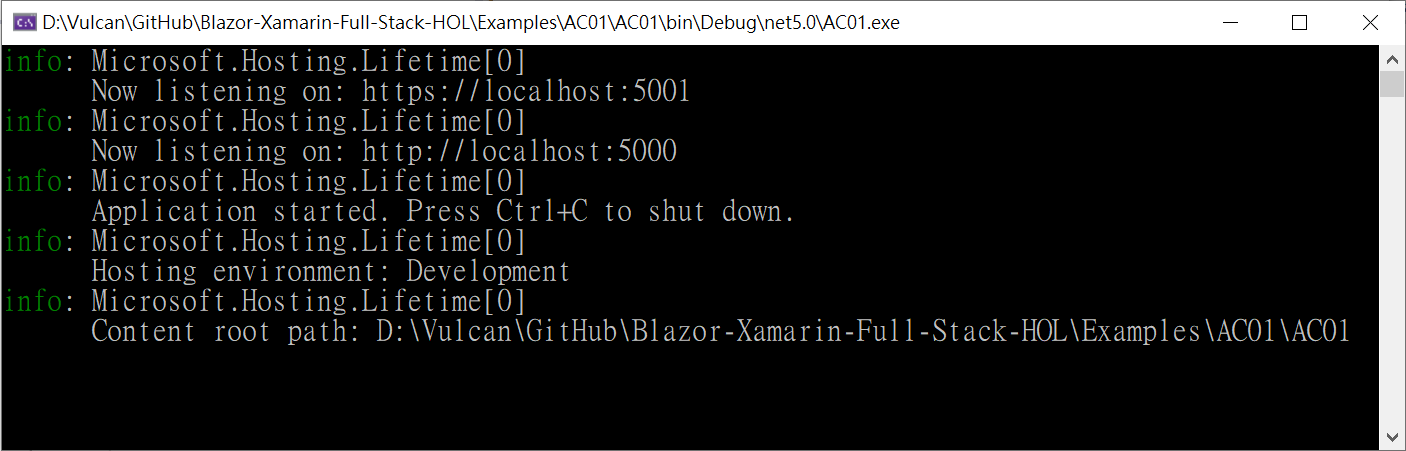 D:\Vulcan\GitHub\Blazor-Xamarin-Full-Stack-HOL\Examples\AC01\AC01\bin\Debug\net5.0\AC01.exe
info: Microsoft.Hosting.Lifetime[0]
Now listening on: https://localhost:5001
info: Microsoft.Hosting.Lifetime[0]
Now listening on: http://localhost:5000
info: Microsoft.Hosting.Lifetime[0]
Application started. Press Ctrl+C to shut down.
info: Microsoft.Hosting.Lifetime[0]
Hosting environment: Development
info: Microsoft.Hosting.Lifetime[0]
Content root path: D:\Vulcan\GitHub\Blazor-Xamarin-Full-Stack-HOL\Examples\AC01\AC01